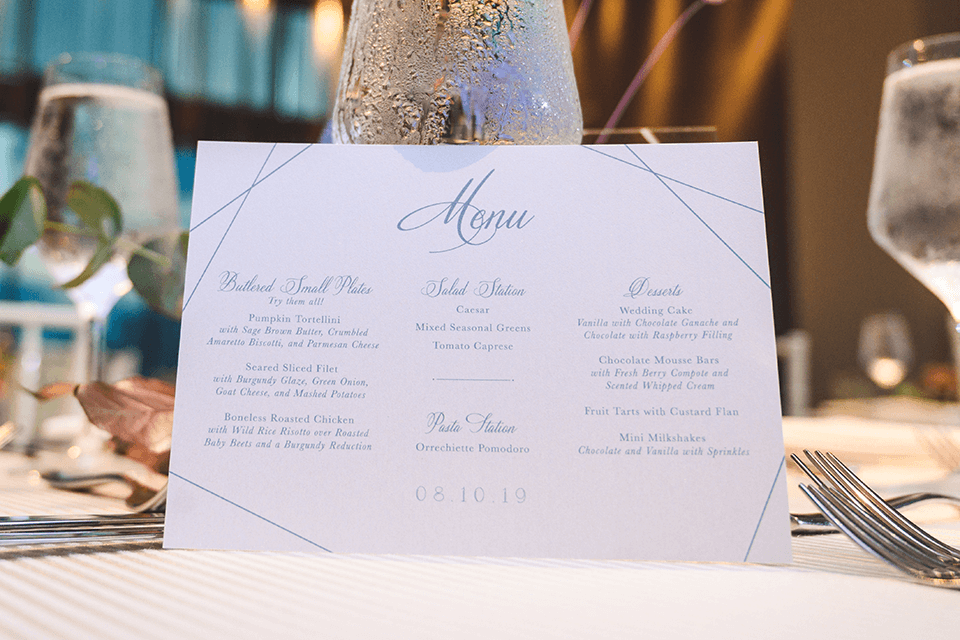 Menu
Butlered Small Plates
Try them all!
Pumpkin Tortellini
with Sage Brown Butter, Crumbled
Amaretto Biscotti, and Parmesan Cheese
Seared Sliced Filet
with Burgundy Glaze, Green Onion,
Goat Cheese, and Mashed Potatoes
Boneless Roasted Chicken
with Wild Rice Risotto over Roasted
Baby Beets and a Burgundy Reduction
Salad Station
Caesar
Mixed Seasonal Greens
Tomato Caprese
Pasta Station
Orrechiette Pomodoro
Desserts
Wedding Cake
Vanilla with Chocolate Ganache and
Chocolate with Raspberry Filling
Chocolate Mousse Bars
with Fresh Berry Compote and
Scented Whipped Cream
Fruit Tarts with Custard Flan
Mini Milkshakes
Chocolate and Vanilla with Sprinkles
08.10.19